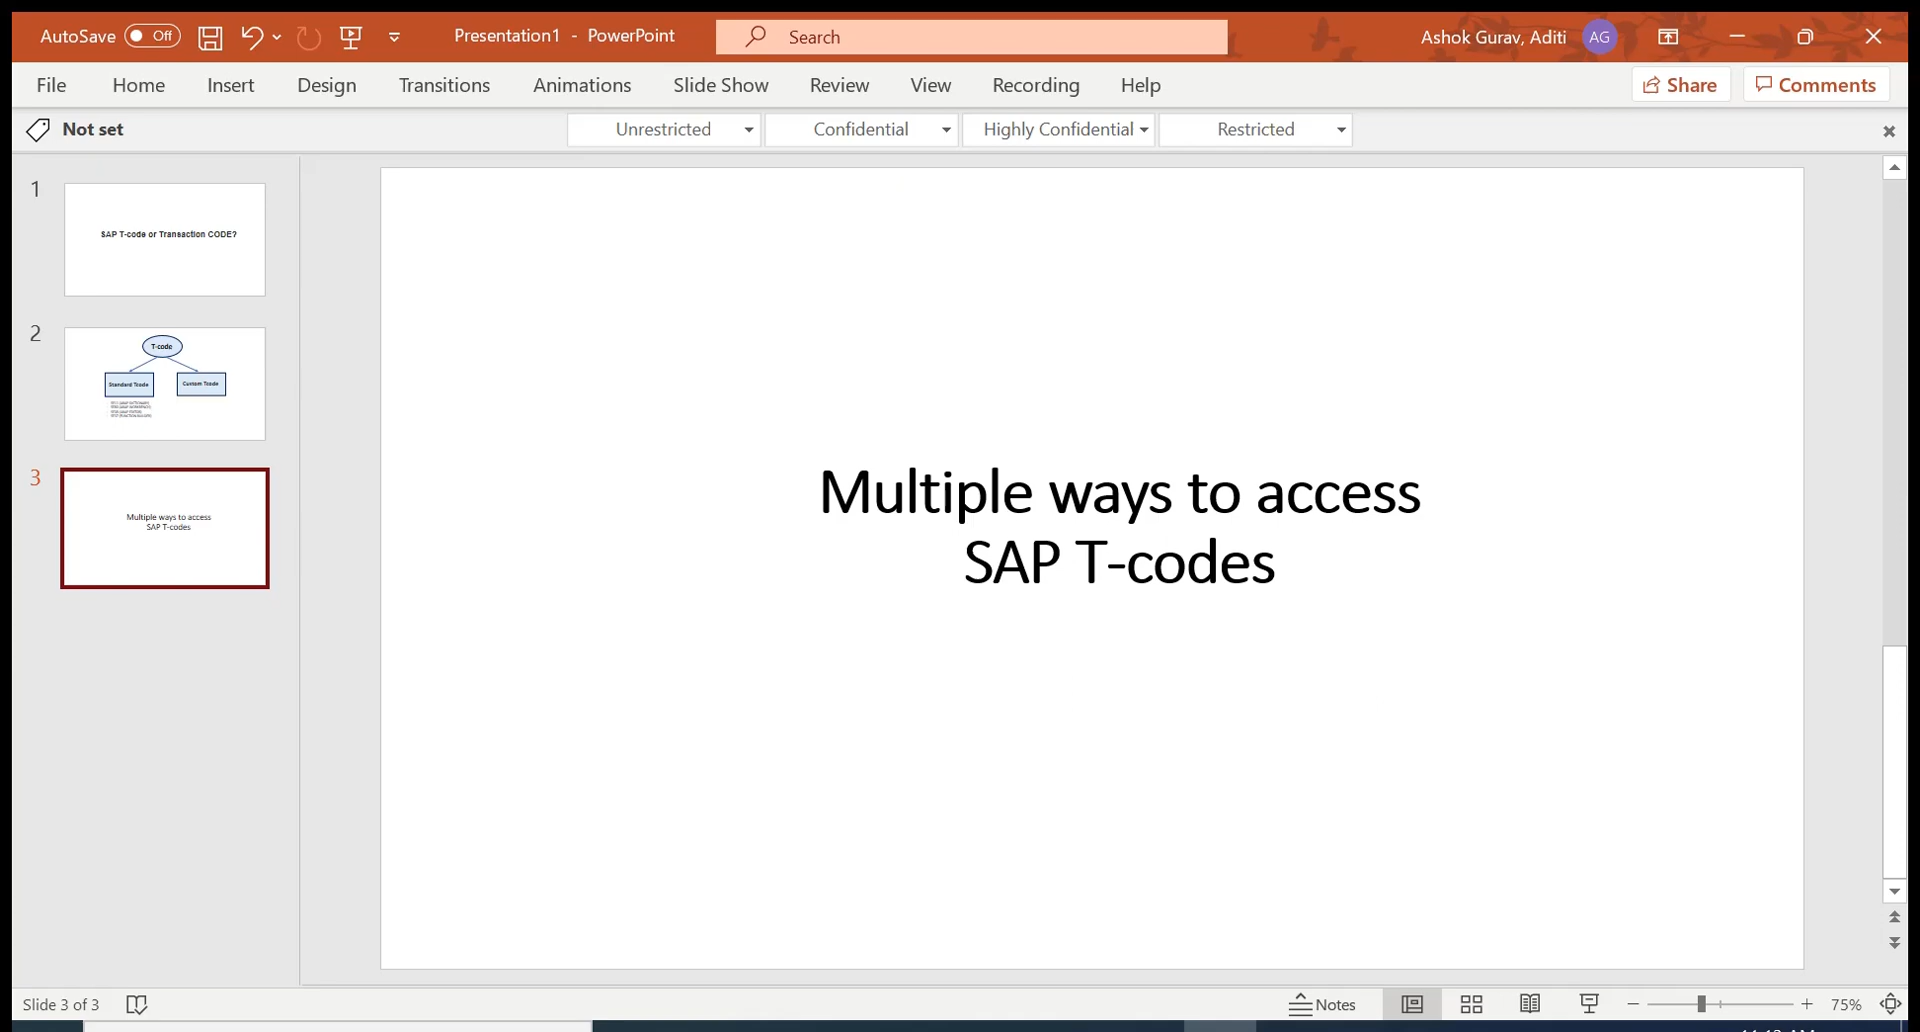 AutoSave Off Presentation1 - PowerPoint Search Ashok Gurav, Aditi AG
File Home Insert Design Transitions Animations Slide Show Review View Recording Help Share Comments
Not set Unrestricted Confidential Highly Confidential Restricted
1
SAP T-code or Transaction CODE?
2
T-code
Standard Tcode Custom Tcode
3
Multiple ways to access
SAP T-codes
Multiple ways to access
SAP T-codes
Slide 3 of 3 Notes 75%